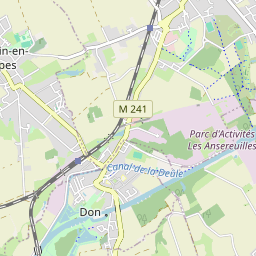 in-en-
pes
M 241
Parc d'Activités
Les Ansereuilles
Canal de la Deûle
Don